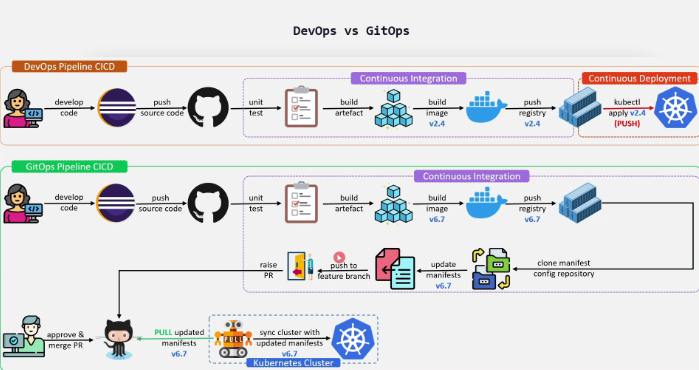 DevOps vs GitOps
DevOps Pipeline CICD
Continuous Integration
Continuous Deployment
develop
code
push
source code
unit
test
build
artefact
build
image
v2.4
push
registry
v2.4
kubectl
apply v2.4
(PUSH)
GitOps Pipeline CICD
Continuous Integration
develop
code
push
source code
unit
test
build
artefact
build
image
v6.7
push
registry
v6.7
clone manifest
config repository
update
manifests
v6.7
push to
feature branch
raise
PR
approve &
merge PR
PULL updated
manifests
v6.7
PULL
sync cluster with
updated manifests
v6.7
Kubernetes Cluster